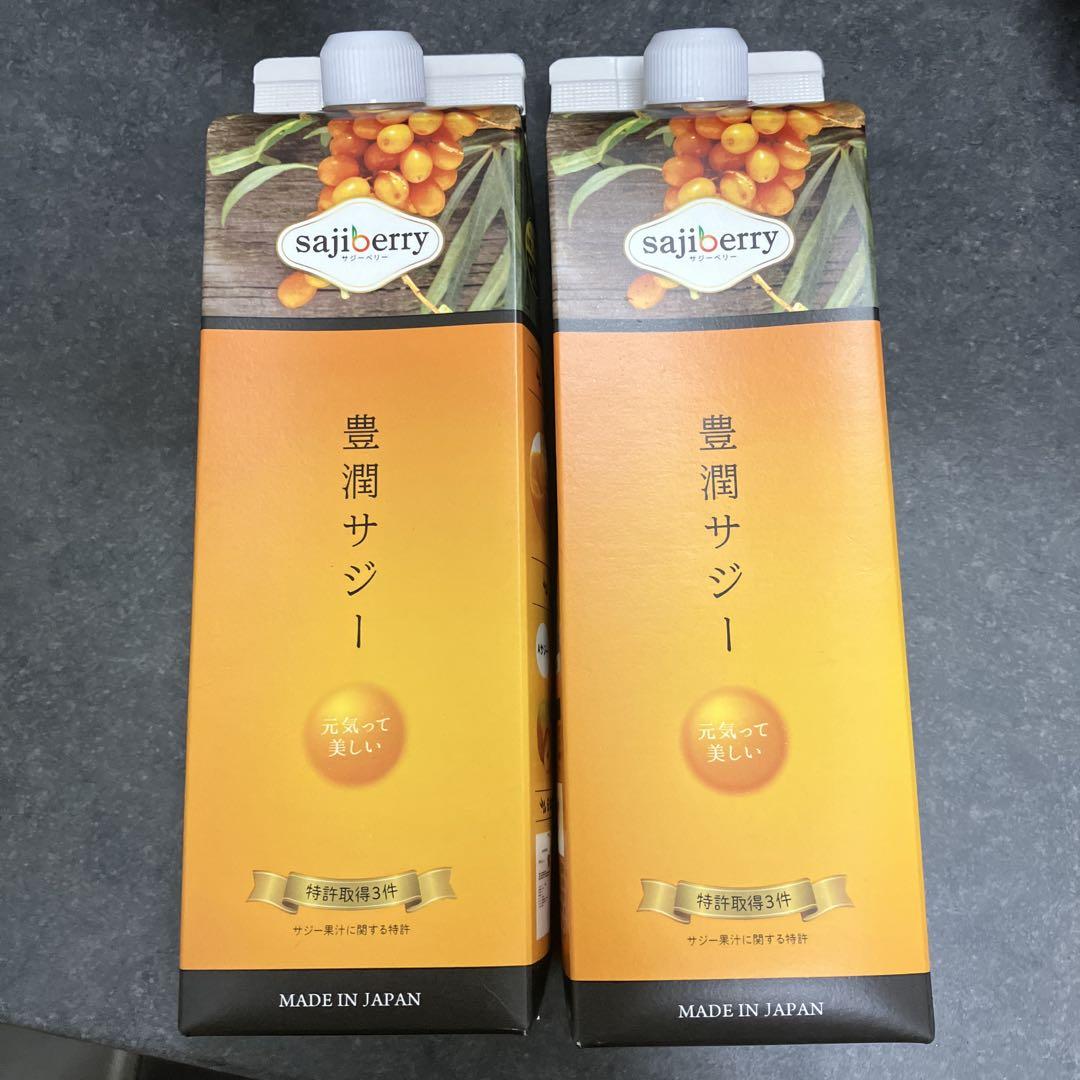 sajiberry
サジーベリー
豊潤サジー
元気って
美しい
特許取得3件
サジー果汁に関する特許
MADE IN JAPAN
sajiberry
サジーベリー
豊潤サジー
元気って
美しい
特許取得3件
サジー果汁に関する特許
MADE IN JAPAN